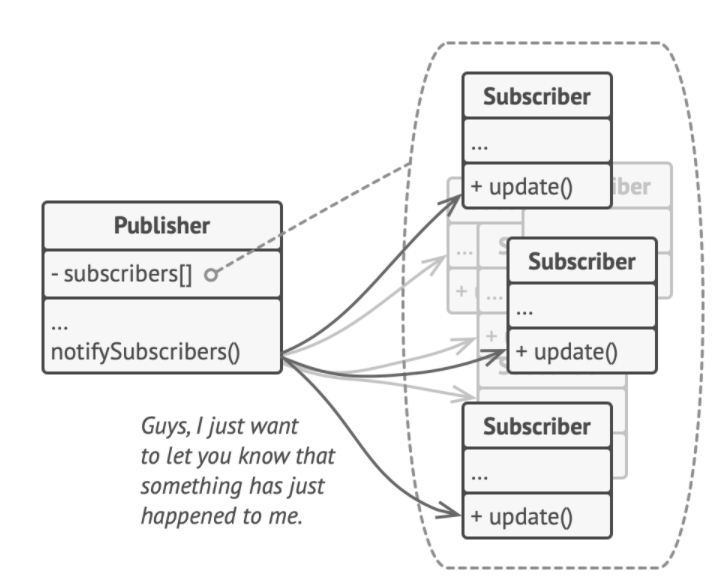 Publisher
- subscribers[]
...
notifySubscribers()
Guys, I just want
to let you know that
something has just
happened to me.
Subscriber
...
+ update()
Subscriber
...
+ update()
Subscriber
...
+ update()
iber
...
+
...
+